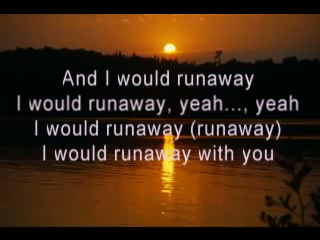 And I would runaway
I would runaway, yeah..., yeah
I would runaway (runaway)
I would runaway with you